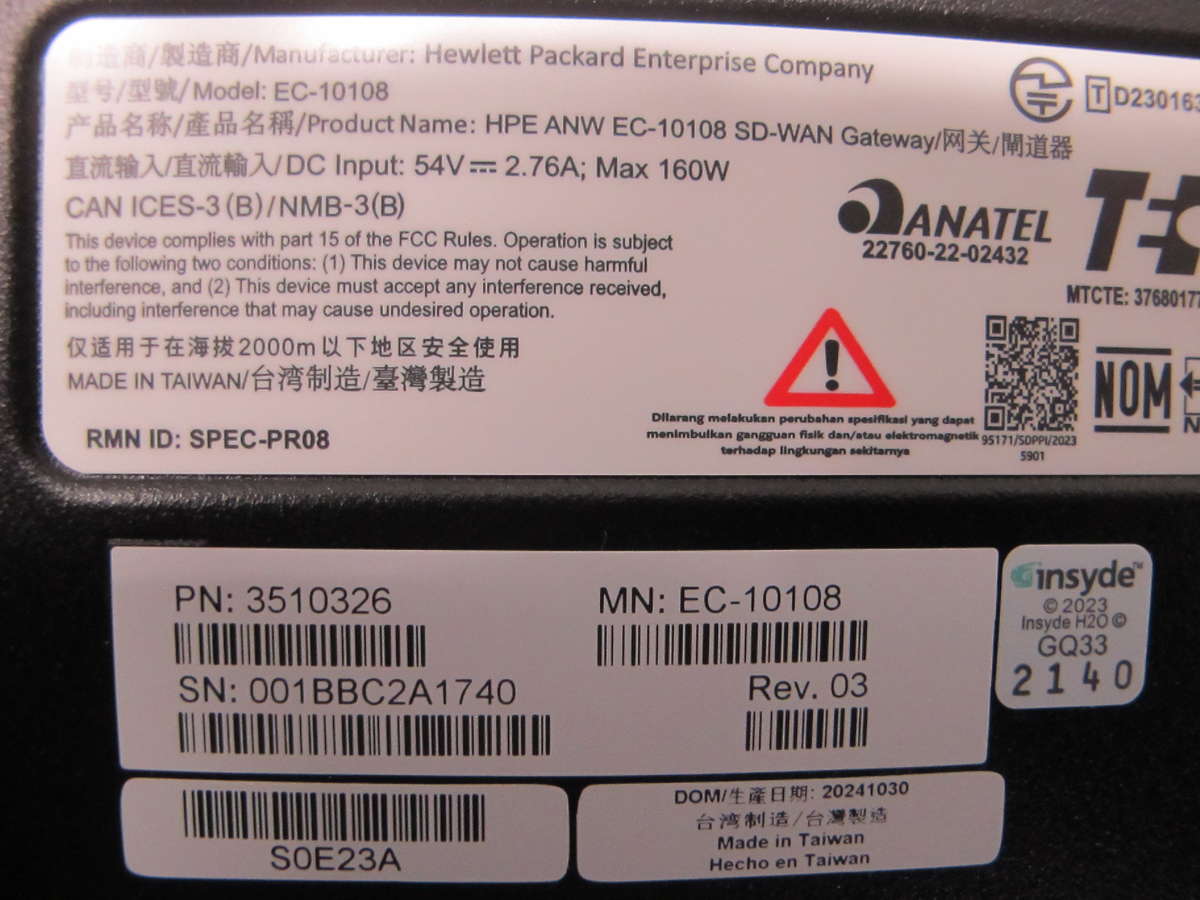 制造商/製造商/Manufacturer: Hewlett Packard Enterprise Company
型号/型號/Model: EC-10108
产品名称/產品名稱/Product Name: HPE ANW EC-10108 SD-WAN Gateway/网关/閘道器
直流输入/直流輸入/DC Input: 54V⎓2.76A; Max 160W
CAN ICES-3 (B)/NMB-3(B)
This device complies with part 15 of the FCC Rules. Operation is subject
to the following two conditions: (1) This device may not cause harmful
interference, and (2) This device must accept any interference received,
including interference that may cause undesired operation.
仅适用于在海拔2000m以下地区安全使用
MADE IN TAIWAN/台湾制造/臺灣製造
RMN ID: SPEC-PR08
T D230163
ANATEL
22760-22-02432
MTCTE: 3768017
!
Dilarang melakukan perubahan spesifikasi yang dapat
menimbulkan gangguan fisik dan/atau elektromagnetik
terhadap lingkungan sekitarnya
95171/SDPPI/2023
5901
NOM
N
PN: 3510326
MN: EC-10108
SN: 001BBC2A1740
Rev. 03
insyde™
© 2023
Insyde H2O ©
GQ33
2140
S0E23A
DOM/生產日期: 20241030
台湾制造/台灣製造
Made in Taiwan
Hecho en Taiwan